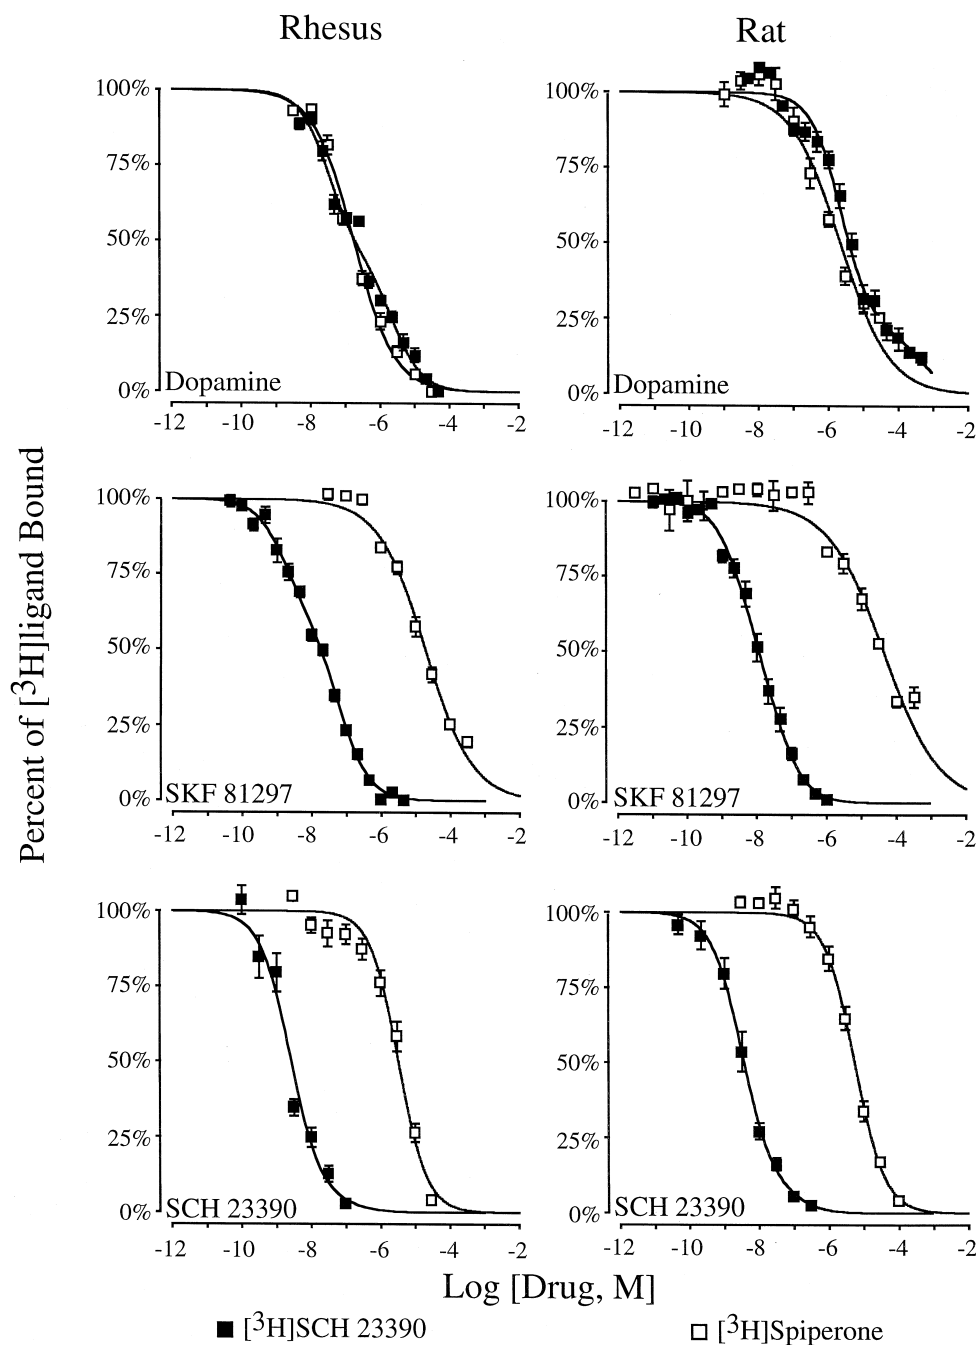 Rhesus
Rat
100%
75%
50%
25%
0%
Dopamine
-12 -10 -8 -6 -4 -2
100%
75%
50%
25%
0%
Dopamine
-12 -10 -8 -6 -4 -2
Percent of [3H]ligand Bound
100%
75%
50%
25%
0%
SKF 81297
-12 -10 -8 -6 -4 -2
100%
75%
50%
25%
0%
SKF 81297
-12 -10 -8 -6 -4 -2
100%
75%
50%
25%
0%
SCH 23390
-12 -10 -8 -6 -4 -2
100%
75%
50%
25%
0%
SCH 23390
-12 -10 -8 -6 -4 -2
Log [Drug, M]
[3H]SCH 23390
[3H]Spiperone